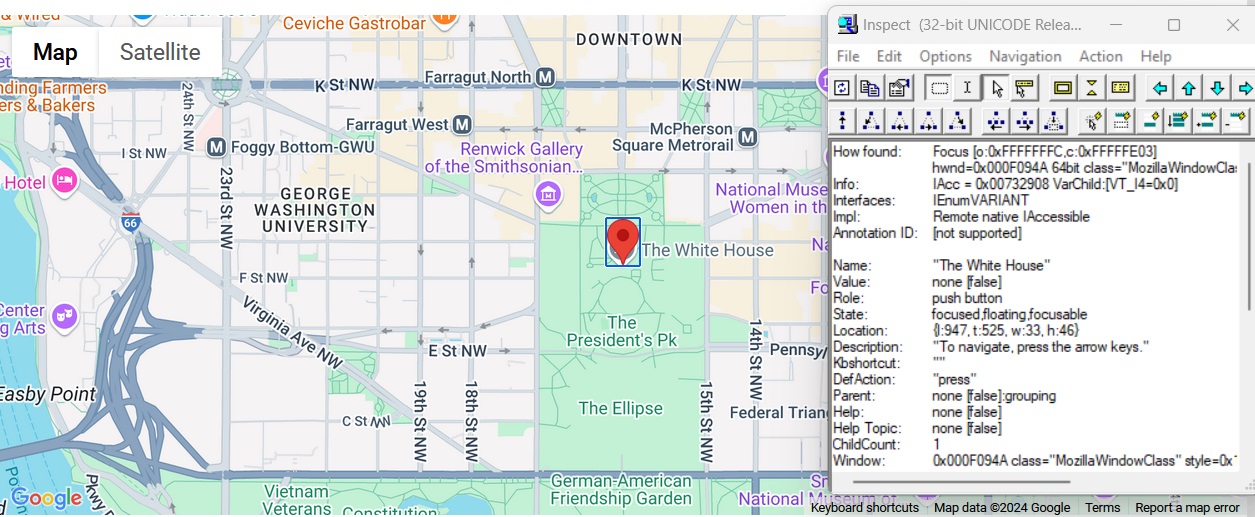 & Wired
Ceviche Gastrobar
Map
Satellite
DOWNTOWN
K St NW
Farragut North
K St NW
nding Farmers
ers & Bakers
24th St NW
Farragut West
McPherson
Square Metrorail
I St NW
Foggy Bottom-GWU
Renwick Gallery
of the Smithsonian...
Hotel
23rd St NW
GEORGE
WASHINGTON
UNIVERSITY
National Muse
Women in th
66
The White House
Na
F St NW
Fo
Center
g Arts
Virginia Ave NW
The
President's Pk
E St NW
14th St NW
Pennsy
Easby Point
19th St NW
18th St NW
15th St NW
The Ellipse
C St NW
Federal Trian
German-American
Friendship Garden
Google
Pkwy
Vietnam
Veterans
Constitution
Sm
National Museum of
Keyboard shortcuts
Map data ©2024 Google
Terms
Report a map error
Inspect (32-bit UNICODE Relea...
File Edit Options Navigation Action Help
How found: Focus [o:0xFFFFFFFC,c:0xFFFFFE03]
hwnd=0x000F094A 64bit class="MozillaWindowCla
Info: IAcc = 0x00732908 VarChild:[VT_I4=0x0]
Interfaces: IEnumVARIANT
Impl: Remote native IAccessible
Annotation ID: [not supported]
Name: "The White House"
Value: none [false]
Role: push button
State: focused,floating,focusable
Location: {l:947, t:525, w:33, h:46}
Description: "To navigate, press the arrow keys."
Kbshortcut: ""
DefAction: "press"
Parent: none [false]:grouping
Help: none [false]
Help Topic: none [false]
ChildCount: 1
Window: 0x000F094A class="MozillaWindowClass" style=0x1